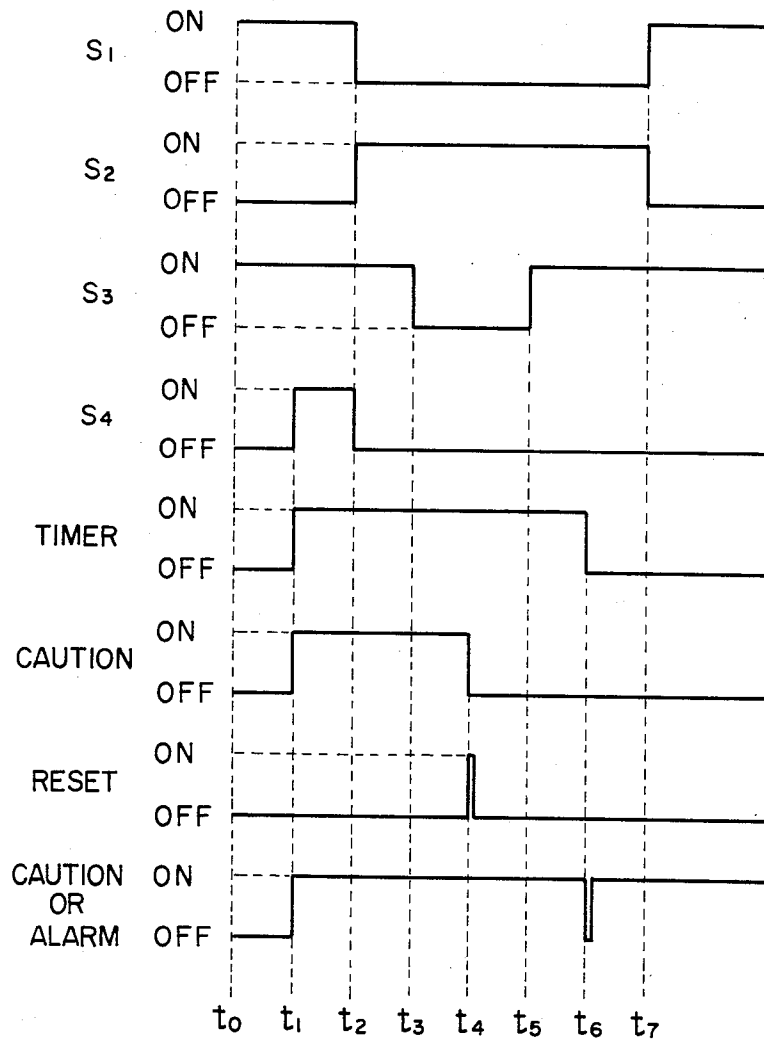 ON
S1
OFF
ON
S2
OFF
ON
S3
OFF
ON
S4
OFF
ON
TIMER
OFF
ON
CAUTION
OFF
ON
RESET
OFF
CAUTION ON
OR
ALARM OFF
t0 t1 t2 t3 t4 t5 t6 t7